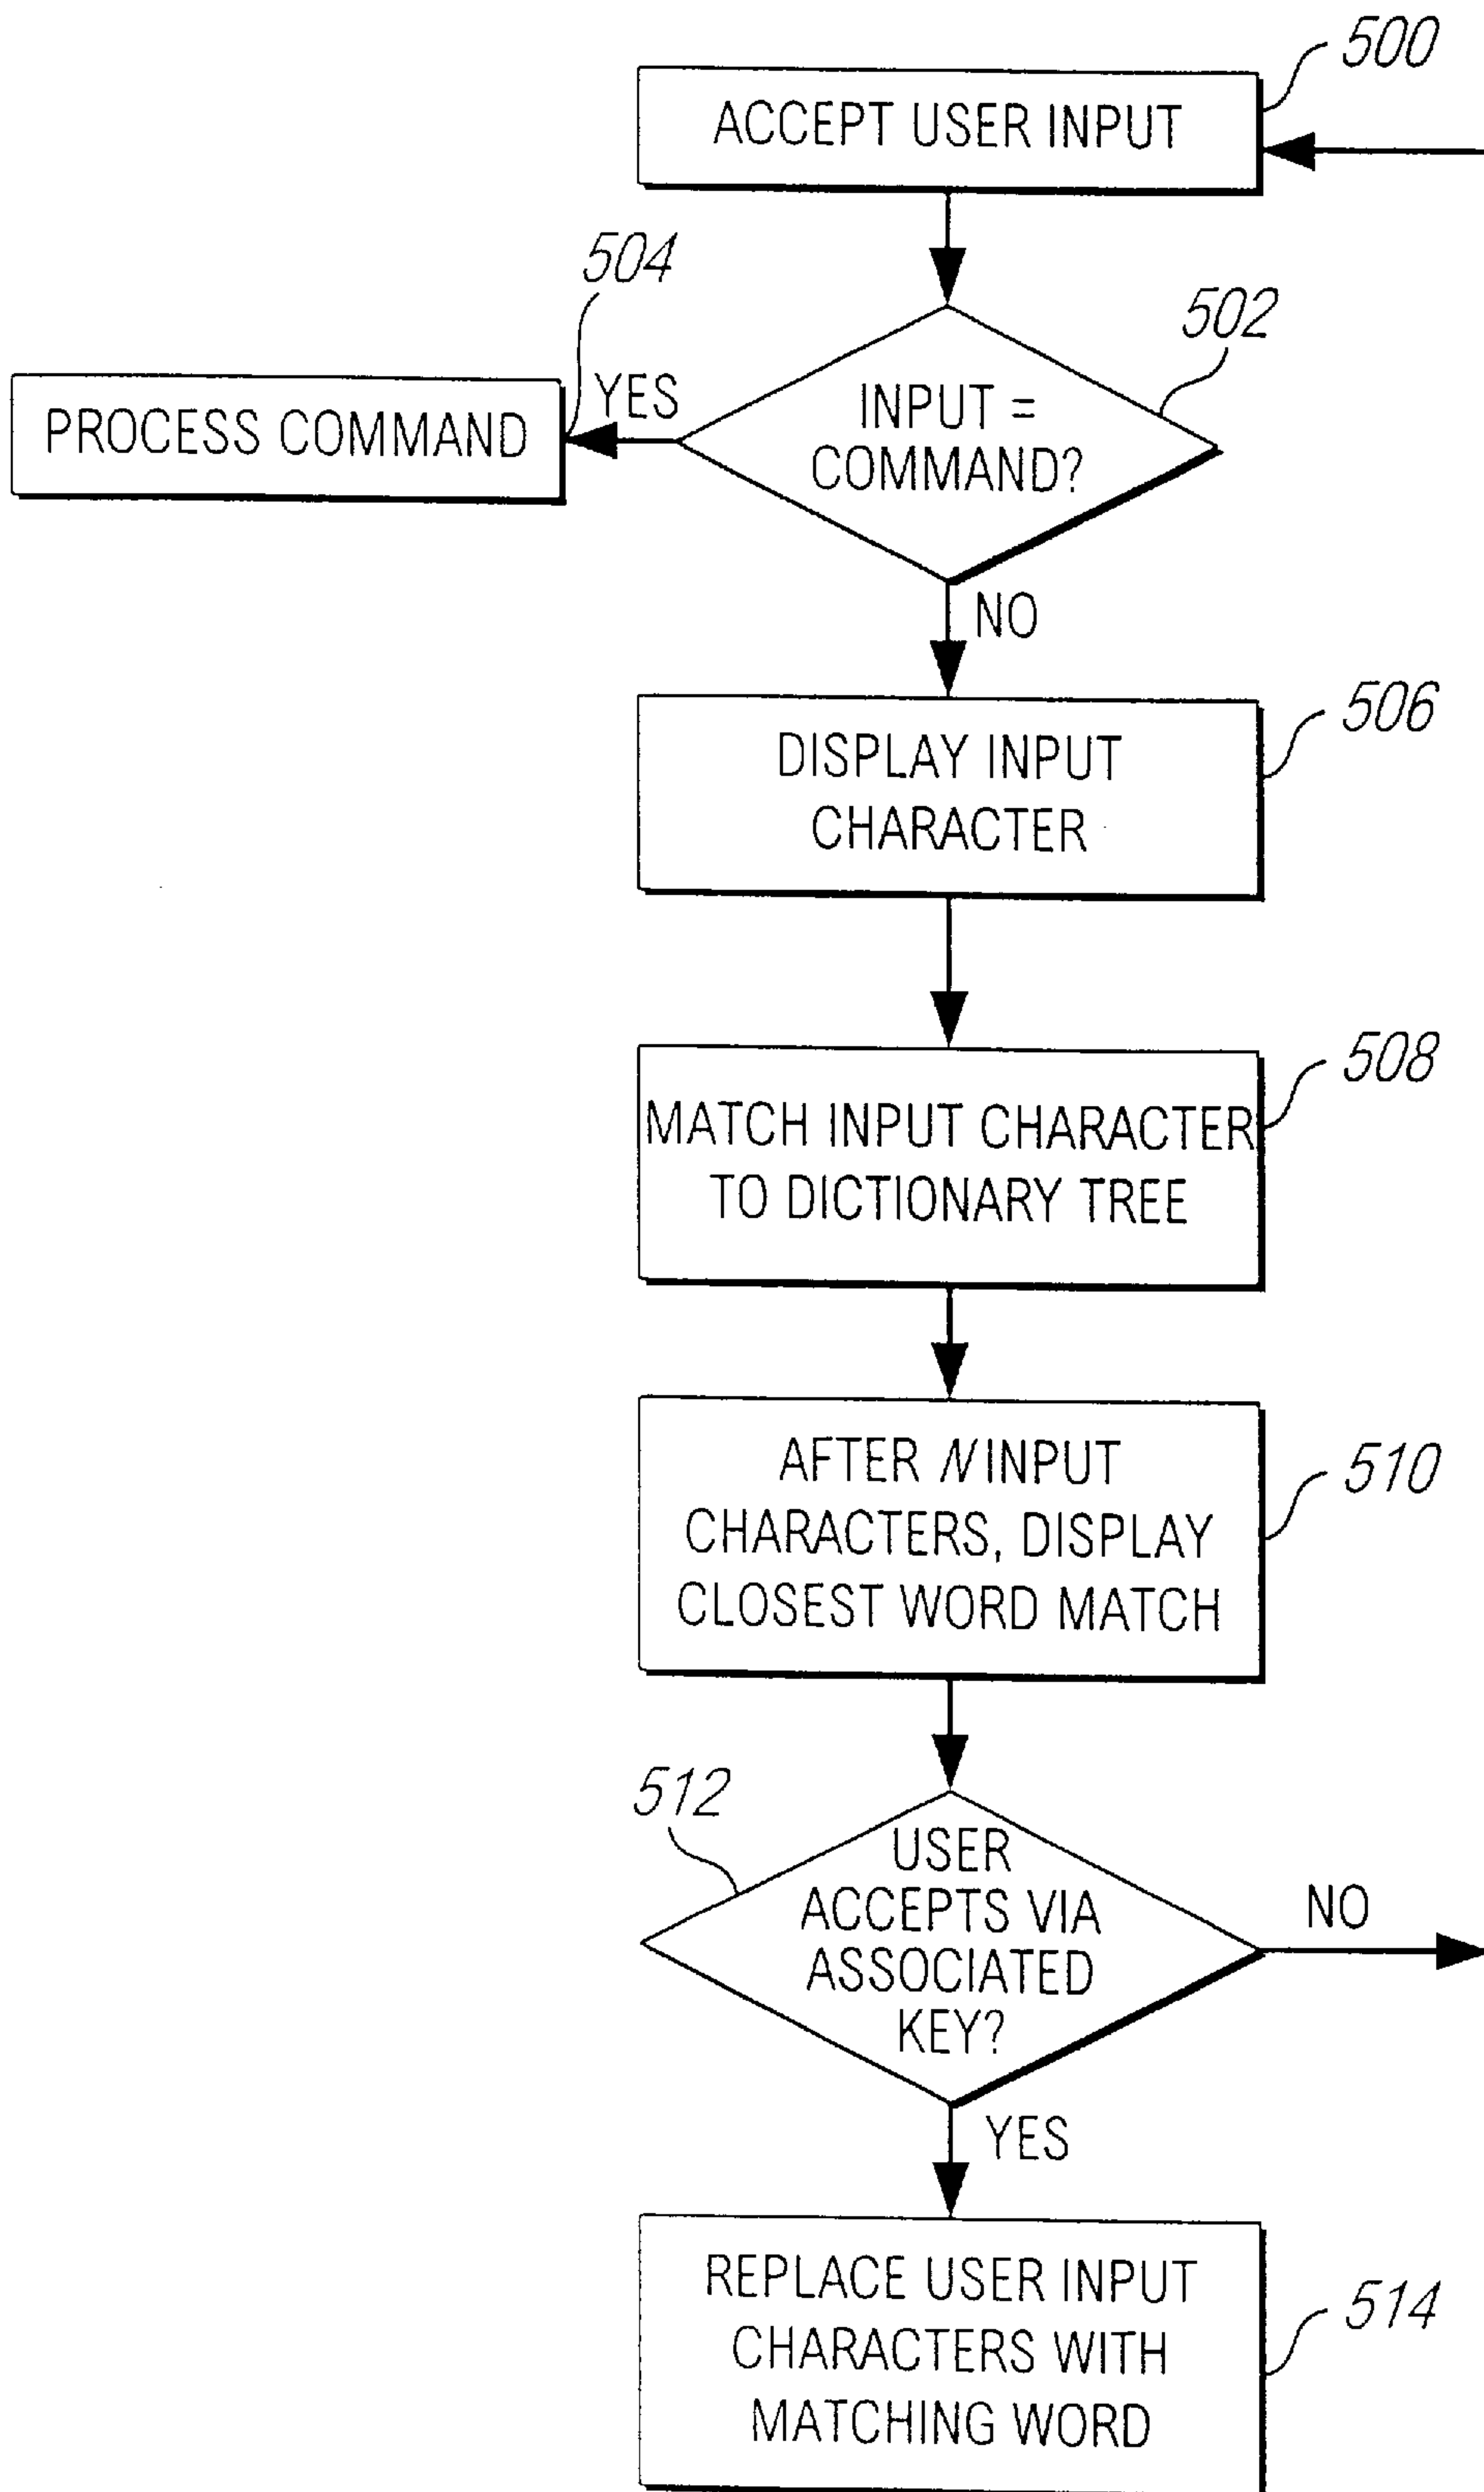 500
ACCEPT USER INPUT
504
502
YES
INPUT =
COMMAND?
PROCESS COMMAND
NO
506
DISPLAY INPUT
CHARACTER
508
MATCH INPUT CHARACTER
TO DICTIONARY TREE
510
AFTER N INPUT
CHARACTERS, DISPLAY
CLOSEST WORD MATCH
512
USER
ACCEPTS VIA
ASSOCIATED
KEY?
NO
YES
REPLACE USER INPUT
CHARACTERS WITH
MATCHING WORD
514